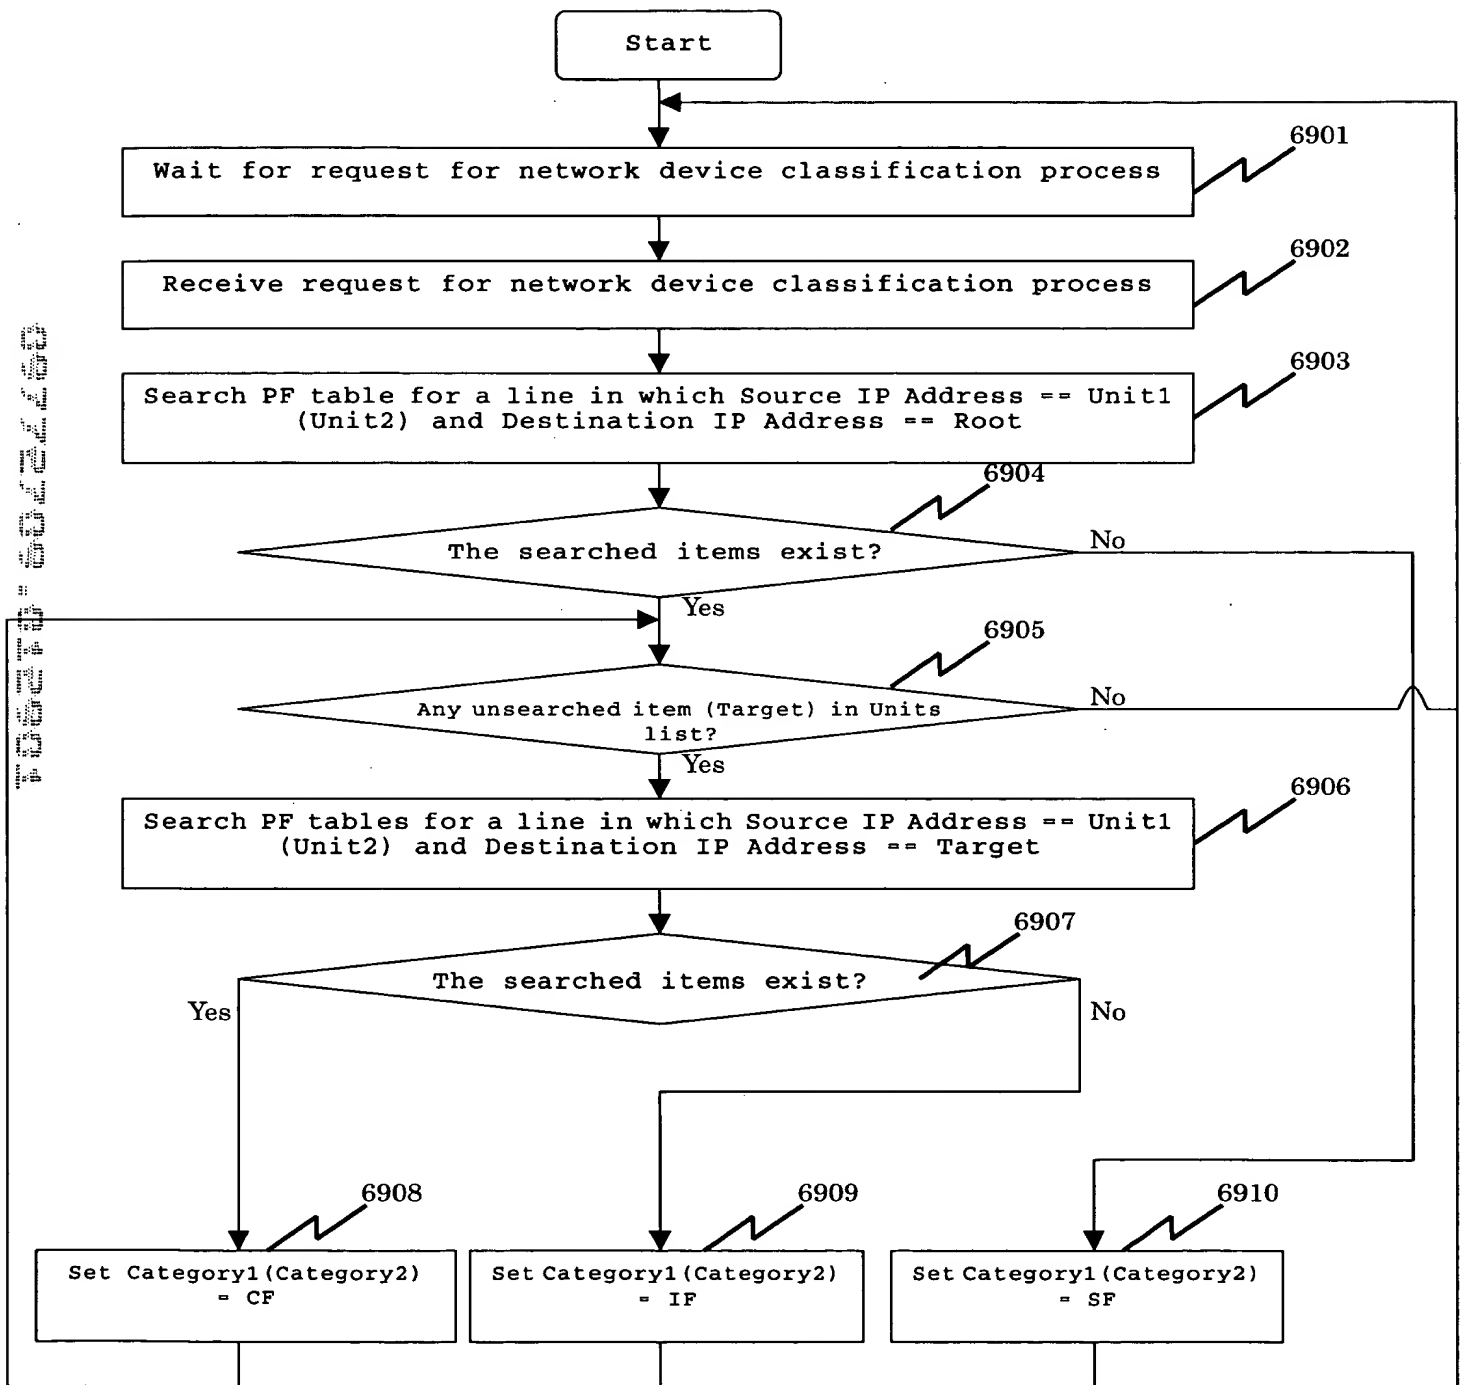 Start
6901
Wait for request for network device classification process
6902
Receive request for network device classification process
6903
Search PF table for a line in which Source IP Address == Unit1
(Unit2) and Destination IP Address == Root
6904
The searched items exist?
No
Yes
6905
Any unsearched item (Target) in Units
list?
No
Yes
6906
Search PF tables for a line in which Source IP Address == Unit1
(Unit2) and Destination IP Address == Target
6907
The searched items exist?
Yes
No
6908
6909
6910
Set Category1(Category2)
= CF
Set Category1(Category2)
= IF
Set Category1(Category2)
= SF